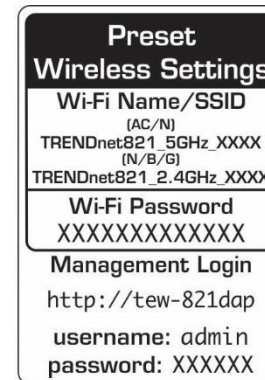 Preset
Wireless Settings
Wi-Fi Name/SSID
(AC/N)
TRENDnet821_5GHz_XXXX
(N/B/G)
TRENDnet821_2.4GHz_XXXX
Wi-Fi Password
XXXXXXXXXXXXX
Management Login
http://tew-821dap
username: admin
password: XXXXXX